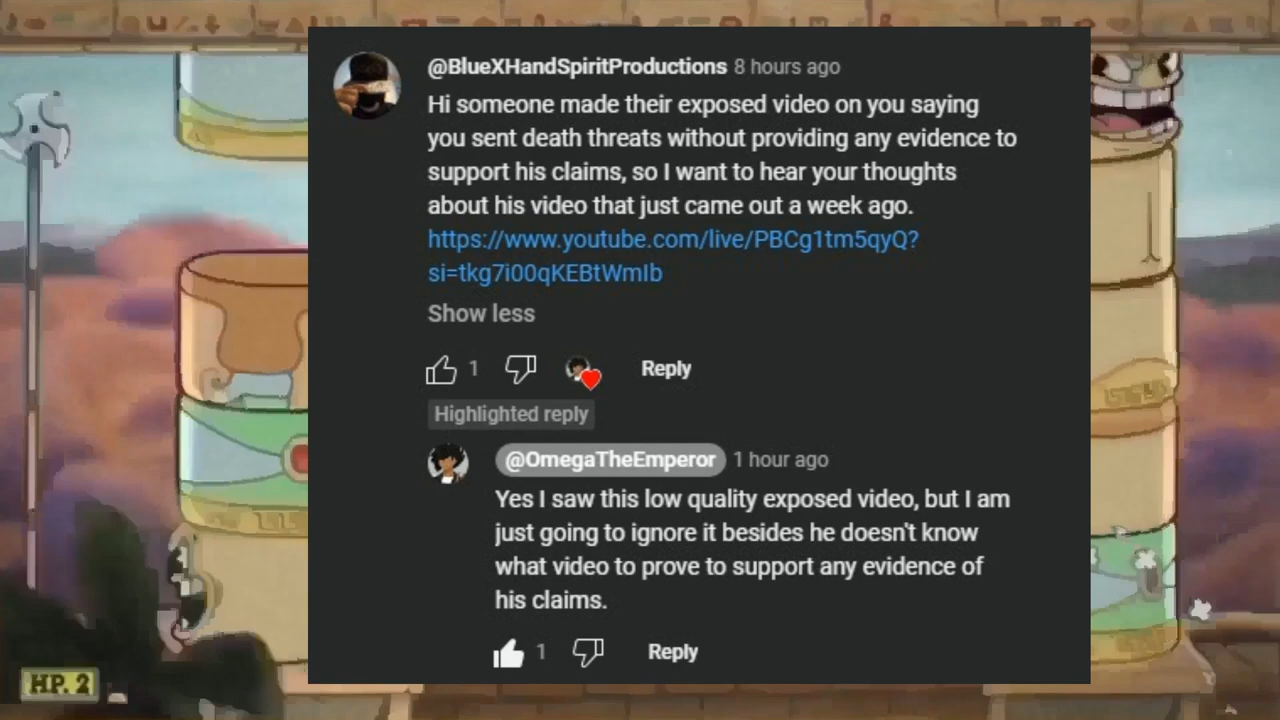 @BlueXHandSpiritProductions 8 hours ago
Hi someone made their exposed video on you saying
you sent death threats without providing any evidence to
support his claims, so I want to hear your thoughts
about his video that just came out a week ago.
https://www.youtube.com/live/PBCg1tm5qyQ?
si=tkg7i00qKEBtWmIb
Show less
1 Reply
Highlighted reply
@OmegaTheEmperor 1 hour ago
Yes I saw this low quality exposed video, but I am
just going to ignore it besides he doesn't know
what video to prove to support any evidence of
his claims.
1 Reply
HP. 2